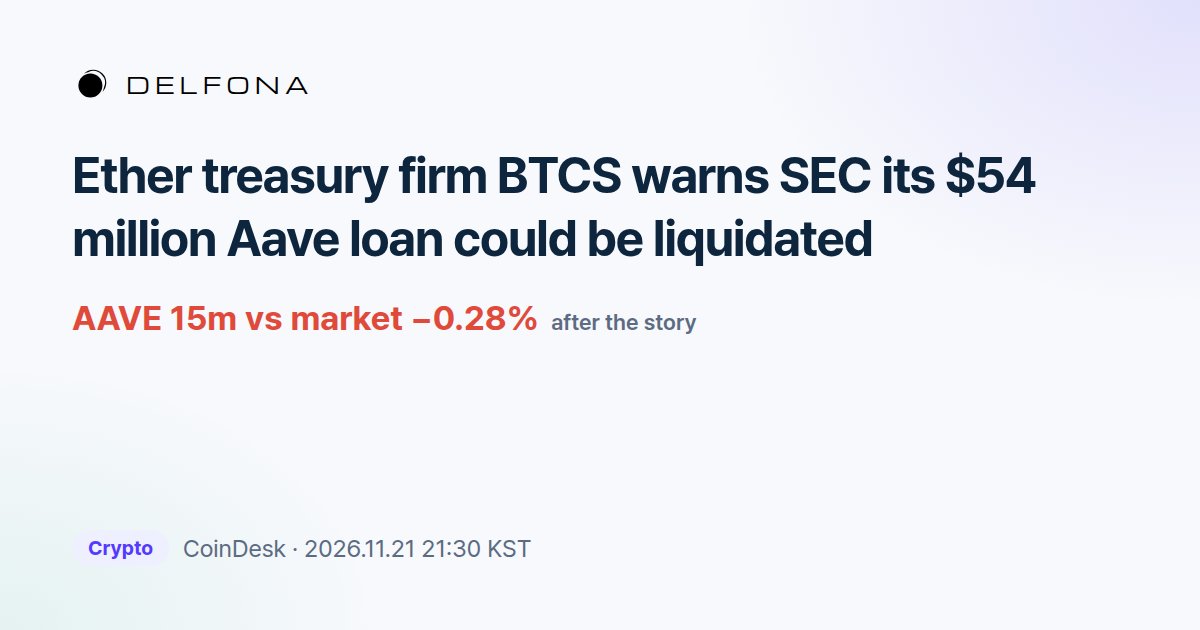 DELFONA
Ether treasury firm BTCS warns SEC its $54
million Aave loan could be liquidated
AAVE 15m vs market −0.28% after the story
Crypto CoinDesk · 2026.11.21 21:30 KST